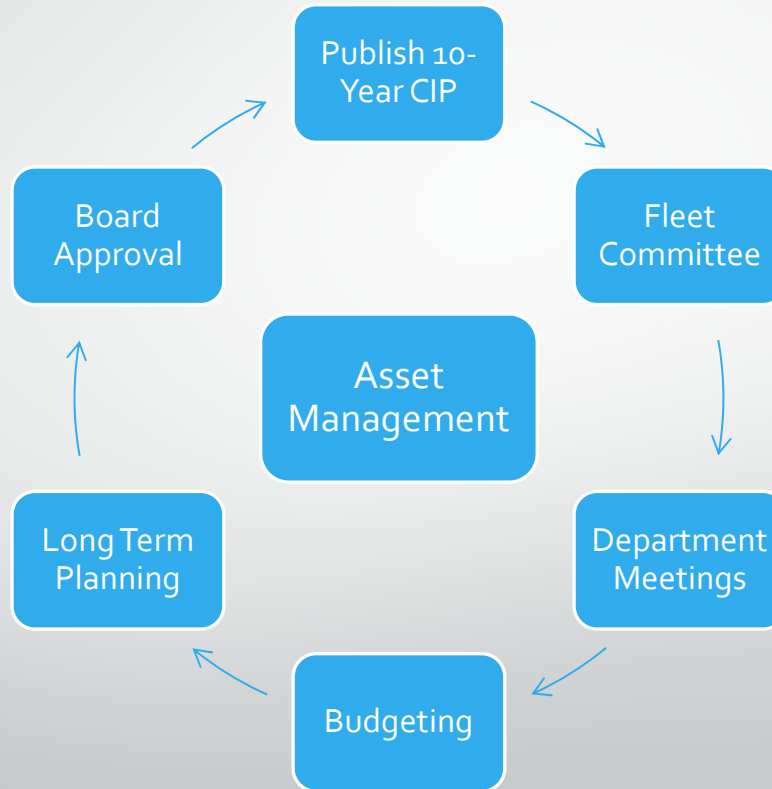 Publish 10-
Year CIP
Fleet
Committee
Department
Meetings
Budgeting
Long Term
Planning
Board
Approval
Asset
Management